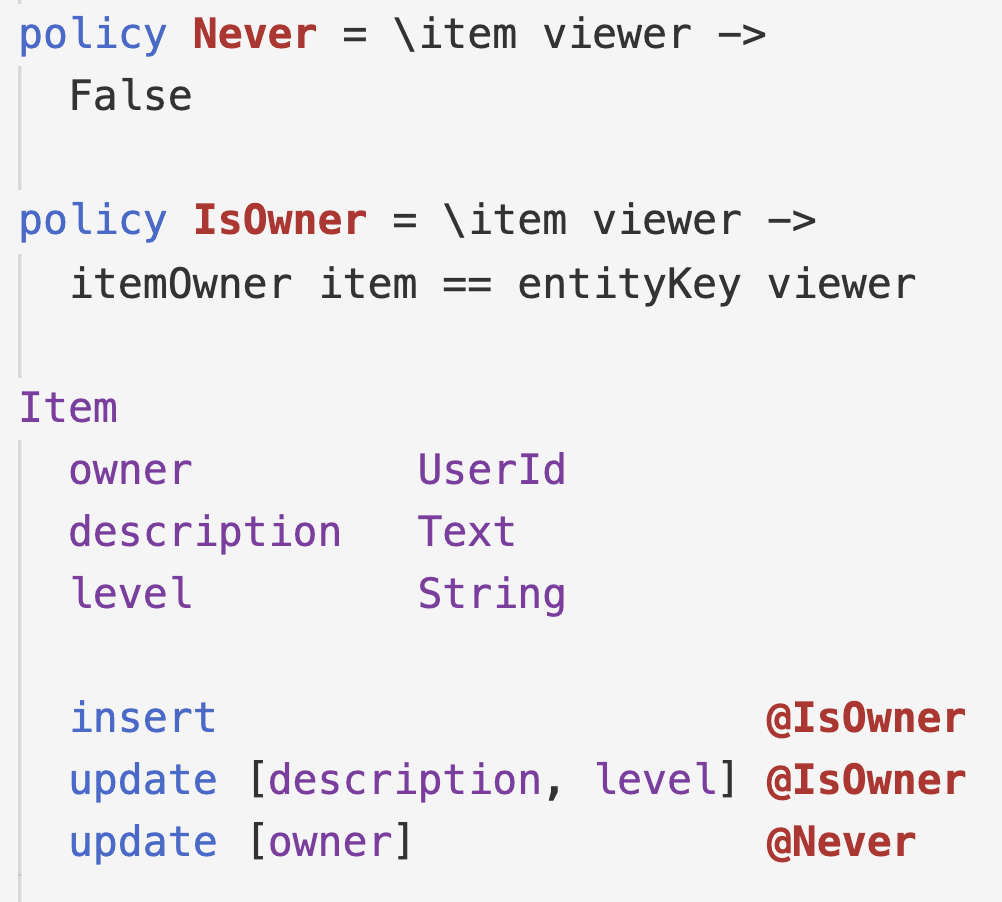 policy Never = \item viewer ->
  False
policy IsOwner = \item viewer ->
  itemOwner item == entityKey viewer
Item
  owner         UserId
  description   Text
  level         String
  insert                      @IsOwner
  update [description, level] @IsOwner
  update [owner]              @Never